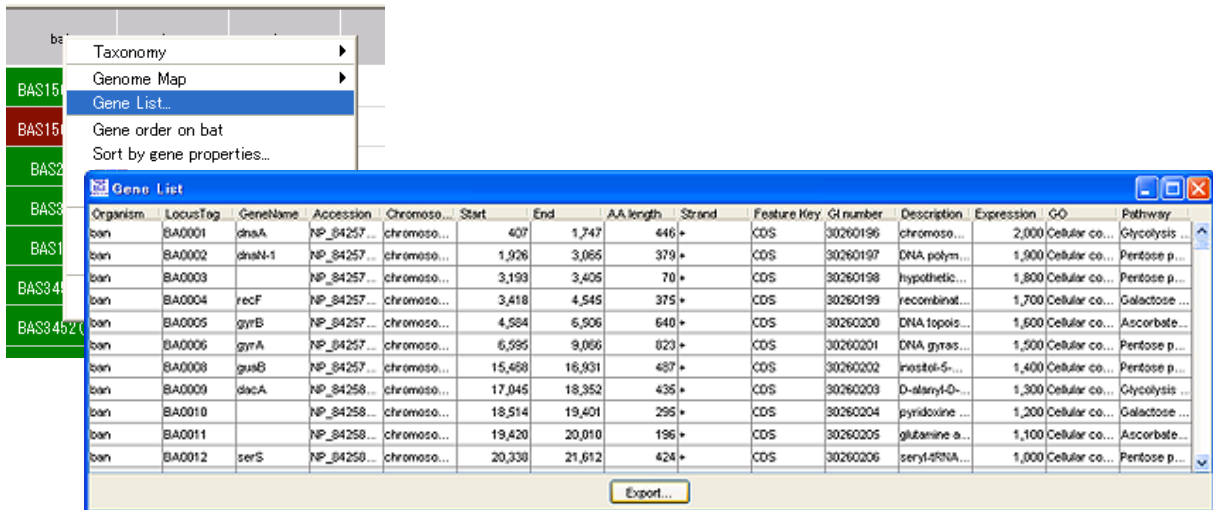 Taxonomy
Genome Map
Gene List...
Gene order on bat
Sort by gene properties...
BAS15
BAS15
BAS2
BAS3
BAS1
BAS34
BAS3452(
Gene List
Organism LocusTag GeneName Accession Chromoso... Start End AA length Strand Feature Key GI number Description Expression GO Pathway
ban BA0001 dnaA NP_84257... chromoso... 407 1,747 446 + CDS 30260196 chromoso... 2,000 Cellular co... Glycolysis ...
ban BA0002 dnaN-1 NP_84257... chromoso... 1,926 3,065 379 + CDS 30260197 DNA polym... 1,900 Cellular co... Pentose p...
ban BA0003 NP_84257... chromoso... 3,193 3,405 70 + CDS 30260198 hypothetic... 1,800 Cellular co... Pentose p...
ban BA0004 recF NP_84257... chromoso... 3,418 4,545 375 + CDS 30260199 recombinat... 1,700 Cellular co... Galactose ...
ban BA0005 gyrB NP_84257... chromoso... 4,584 6,506 640 + CDS 30260200 DNA topois... 1,600 Cellular co... Ascorbate...
ban BA0006 gyrA NP_84257... chromoso... 6,595 9,066 823 + CDS 30260201 DNA gyras... 1,500 Cellular co... Pentose p...
ban BA0008 guaB NP_84257... chromoso... 15,468 16,931 487 + CDS 30260202 inositol-5-... 1,400 Cellular co... Pentose p...
ban BA0009 dacA NP_84258... chromoso... 17,045 18,352 435 + CDS 30260203 D-alanyl-D-... 1,300 Cellular co... Glycolysis ...
ban BA0010 NP_84258... chromoso... 18,514 19,401 295 + CDS 30260204 pyridoxine ... 1,200 Cellular co... Galactose ...
ban BA0011 NP_84258... chromoso... 19,420 20,010 196 + CDS 30260205 glutamine a... 1,100 Cellular co... Ascorbate...
ban BA0012 serS NP_84258... chromoso... 20,338 21,612 424 + CDS 30260206 seryl-tRNA... 1,000 Cellular co... Pentose p...
Export...